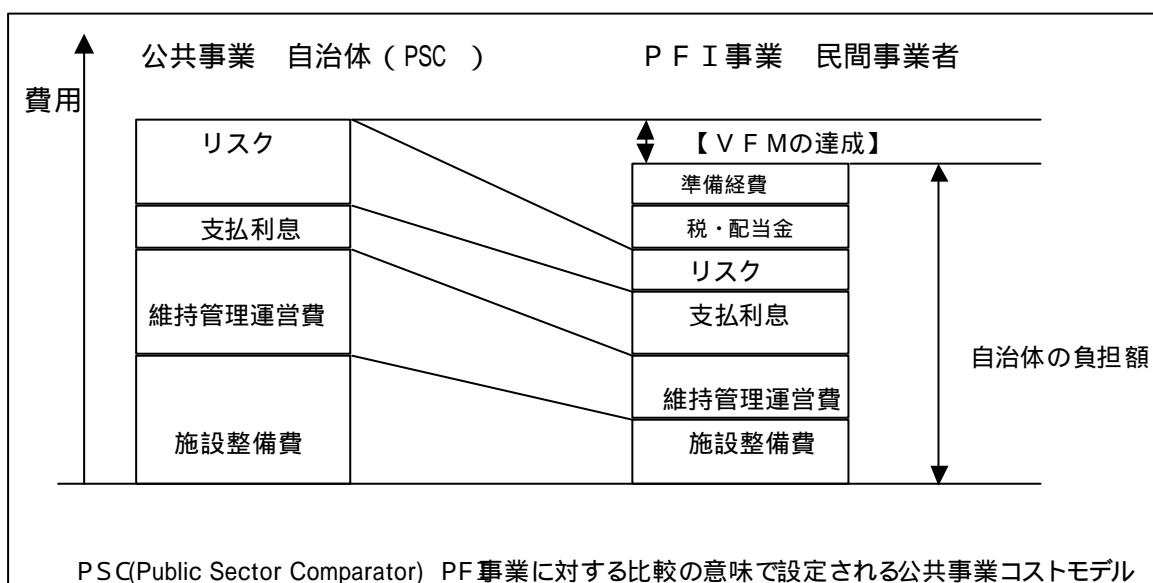 公共事業　自治体（PSC　）
ＰＦＩ事業　民間事業者
費用
リスク
支払利息
維持管理運営費
施設整備費
【ＶＦＭの達成】
準備経費
税・配当金
リスク
支払利息
維持管理運営費
施設整備費
自治体の負担額
ＰＳＣ(Public Sector Comparator)　ＰＦＩ事業に対する比較の意味で設定される公共事業コストモデル